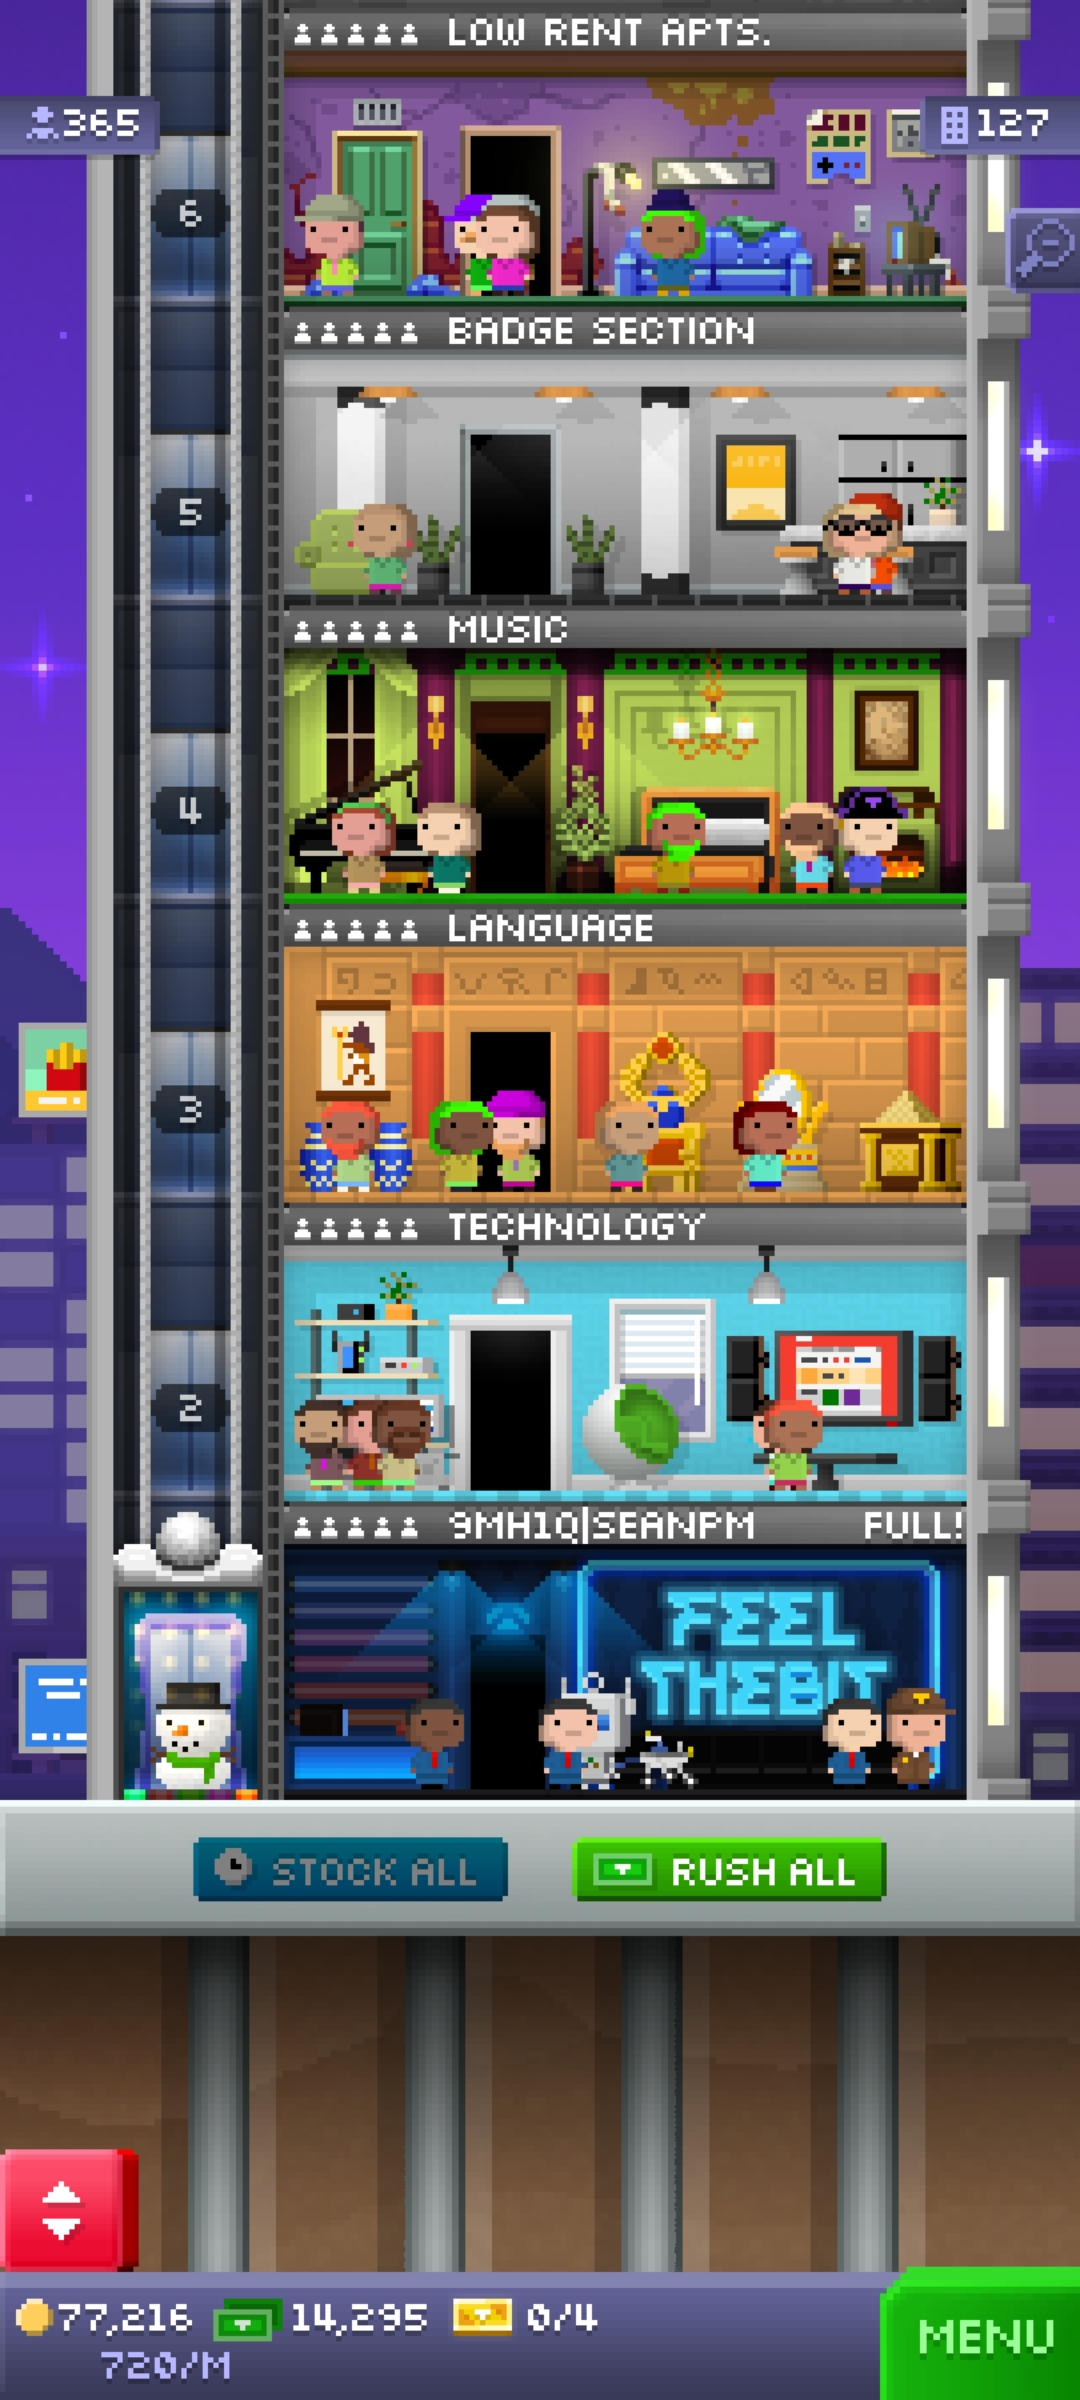 LOW RENT APTS.
365
127
6
BADGE SECTION
5
MUSIC
4
LANGUAGE
3
TECHNOLOGY
2
9MH1Q|SEANPM FULL!
FEEL
THEBIT
STOCK ALL
RUSH ALL
77,216 14,295 0/4
720/M
MENU